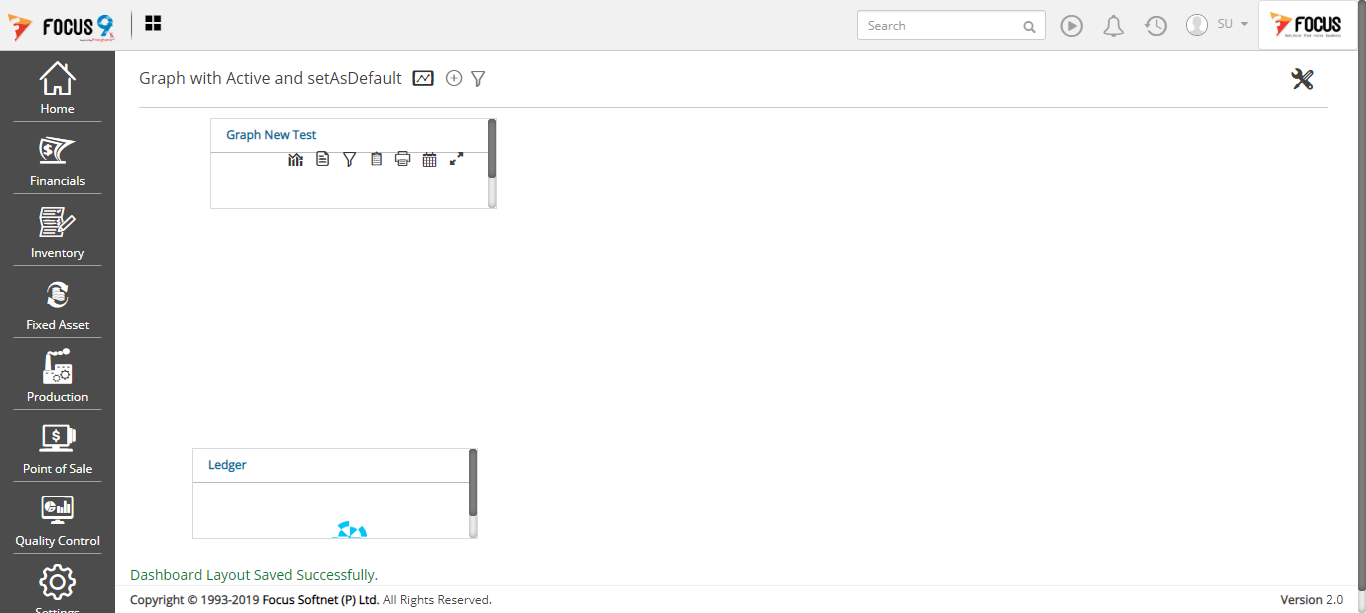 FOCUS 9
Search
SU
FOCUS
Home
Financials
Inventory
Fixed Asset
Production
Point of Sale
Quality Control
Settings
Graph with Active and setAsDefault
Graph New Test
Ledger
Dashboard Layout Saved Successfully.
Copyright © 1993-2019 Focus Softnet (P) Ltd. All Rights Reserved.
Version 2.0